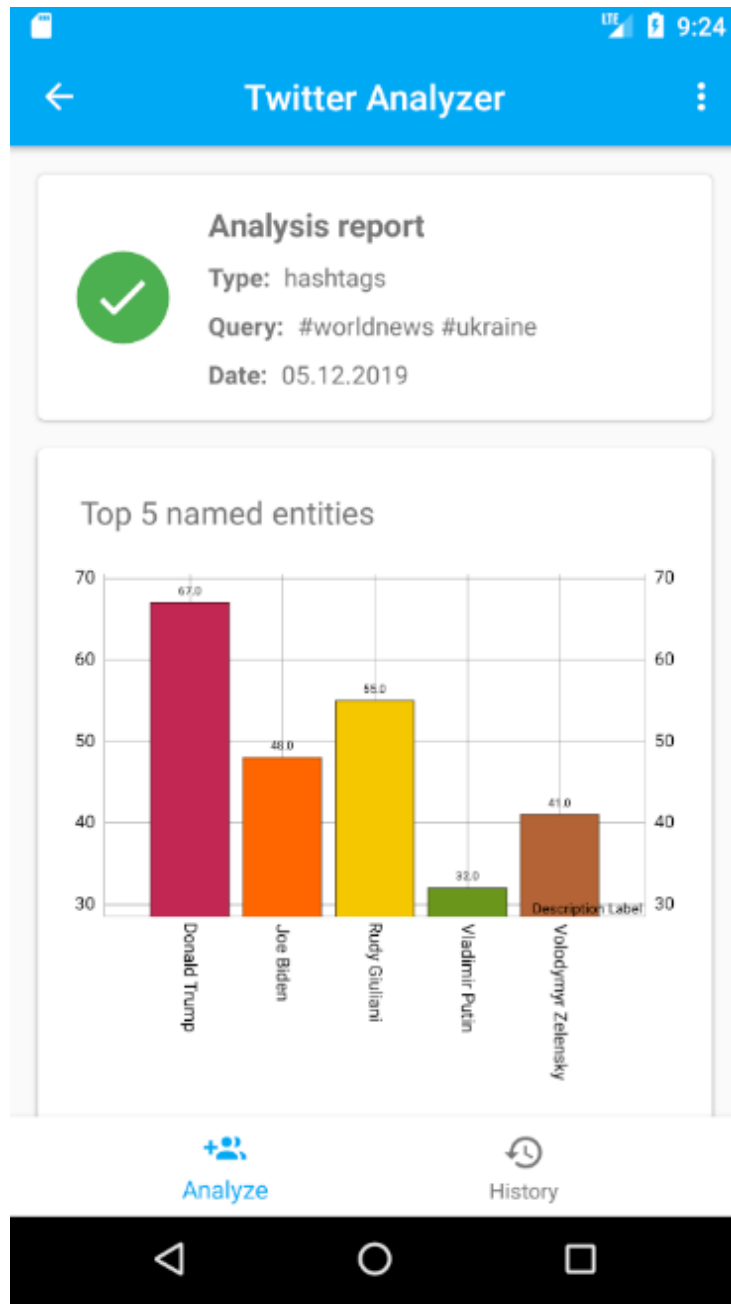 LTE 9:24
Twitter Analyzer
Analysis report
Type: hashtags
Query: #worldnews #ukraine
Date: 05.12.2019
Top 5 named entities
70 70
67.0
60 60
55.0
50 50
48.0
41.0
40 40
32.0
30 Description Label 30
Donald Trump
Joe Biden
Rudy Giuliani
Vladimir Putin
Volodymyr Zelensky
Analyze History